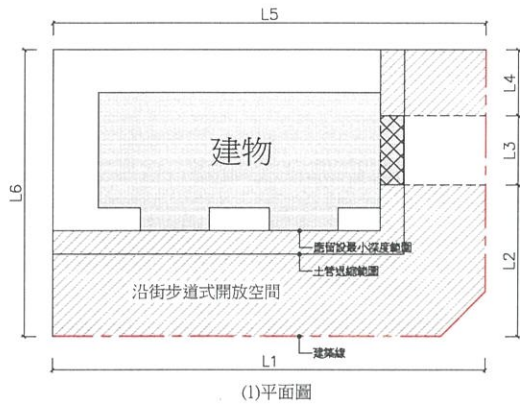 L5
L4
L6
建物
L3
應留設最小深度範圍
土管退縮範圍
L2
沿街步道式開放空間
建築線
L1
(1)平面圖